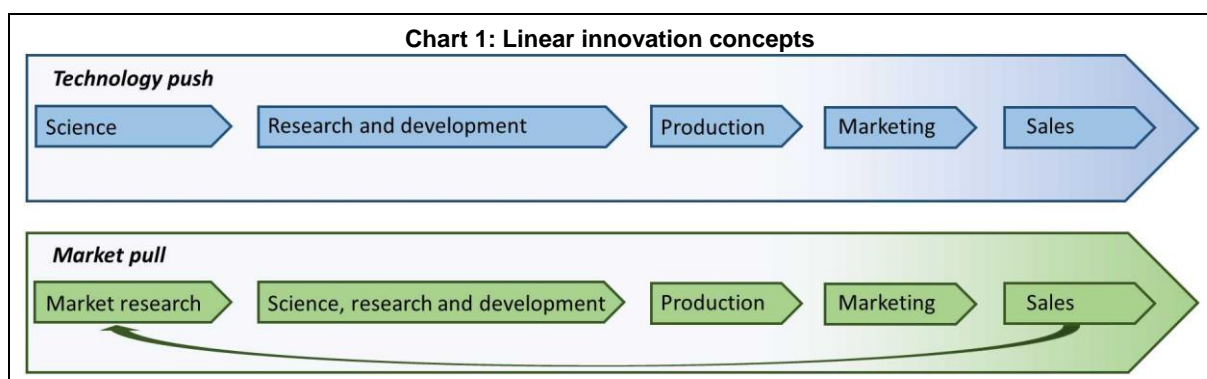 Chart 1: Linear innovation concepts
Technology push
Science
Research and development
Production
Marketing
Sales
Market pull
Market research
Science, research and development
Production
Marketing
Sales